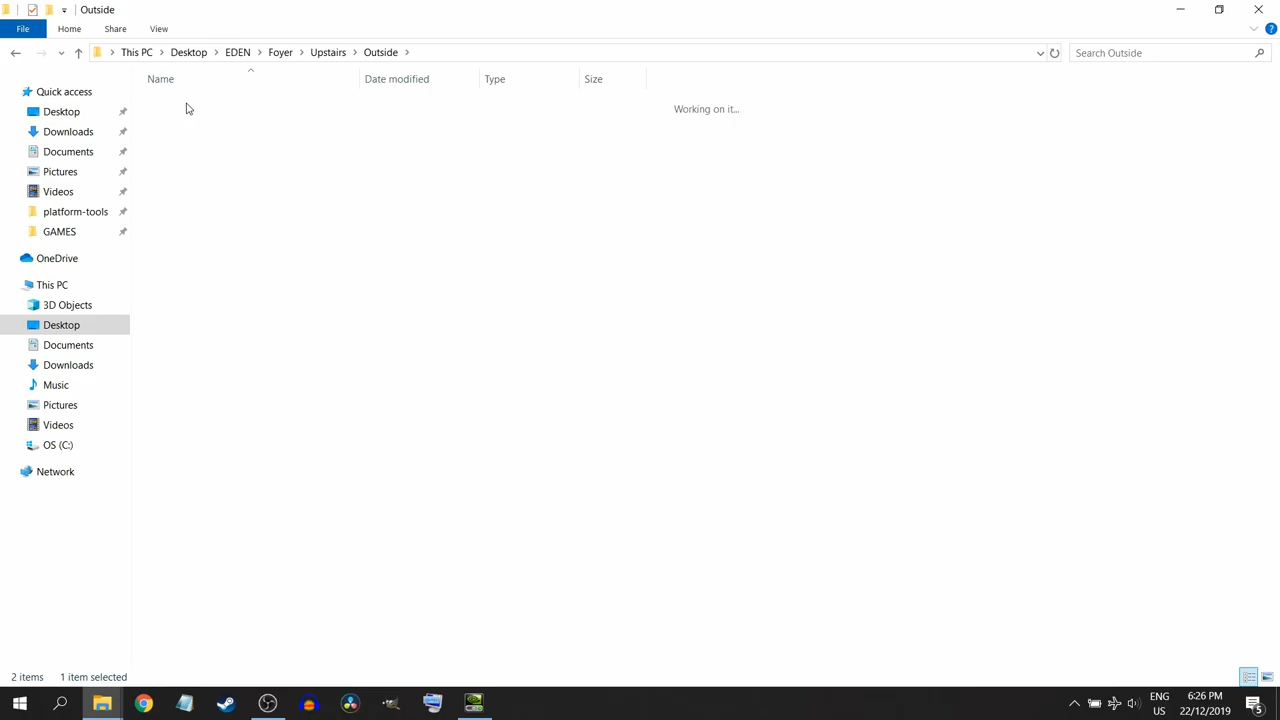 Outside
File
Home
Share
View
This PC
Desktop
EDEN
Foyer
Upstairs
Outside
Search Outside
Name
Date modified
Type
Size
Working on it...
Quick access
Desktop
Downloads
Documents
Pictures
Videos
platform-tools
GAMES
OneDrive
This PC
3D Objects
Desktop
Documents
Downloads
Music
Pictures
Videos
OS (C:)
Network
2 items
1 item selected
ENG
US
6:26 PM
22/12/2019
5